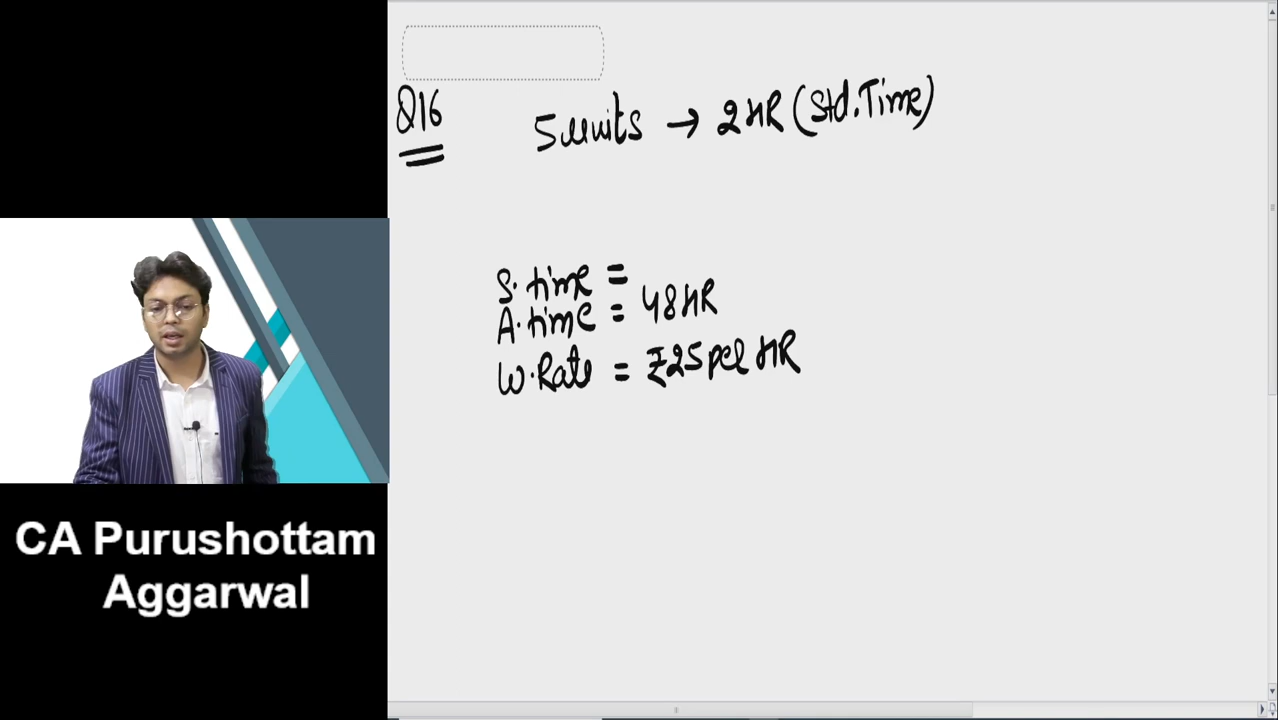 Q16
5 units → 2 HR (Std. Time)
S. time =
A. time = 48 HR
W. Rate = ₹25 per HR
CA Purushottam
Aggarwal